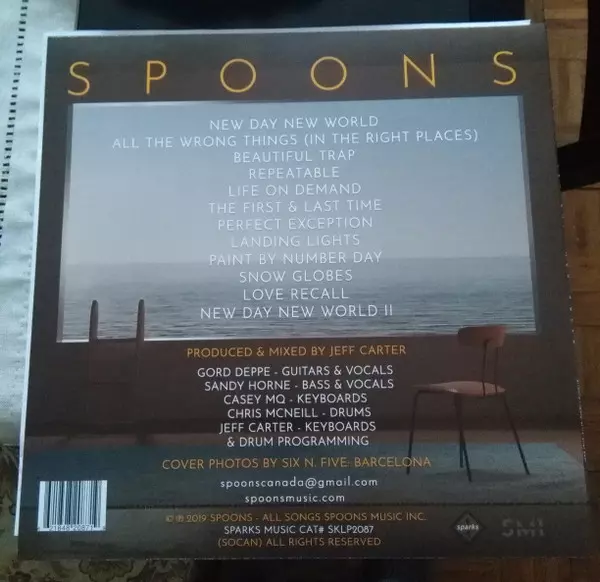 SPOONS
NEW DAY NEW WORLD
ALL THE WRONG THINGS (IN THE RIGHT PLACES)
BEAUTIFUL TRAP
REPEATABLE
LIFE ON DEMAND
THE FIRST & LAST TIME
PERFECT EXCEPTION
LANDING LIGHTS
PAINT BY NUMBER DAY
SNOW GLOBES
LOVE RECALL
NEW DAY NEW WORLD II
PRODUCED & MIXED BY JEFF CARTER
GORD DEPPE - GUITARS & VOCALS
SANDY HORNE - BASS & VOCALS
CASEY MQ - KEYBOARDS
CHRIS MCNEILL - DRUMS
JEFF CARTER - KEYBOARDS
& DRUM PROGRAMMING
COVER PHOTOS BY SIX N. FIVE: BARCELONA
spoonscanada@gmail.com
spoonsmusic.com
© ℗ 2019 SPOONS - ALL SONGS SPOONS MUSIC INC.
SPARKS MUSIC CAT# SKLP2087
(SOCAN) ALL RIGHTS RESERVED
sparks
SMI